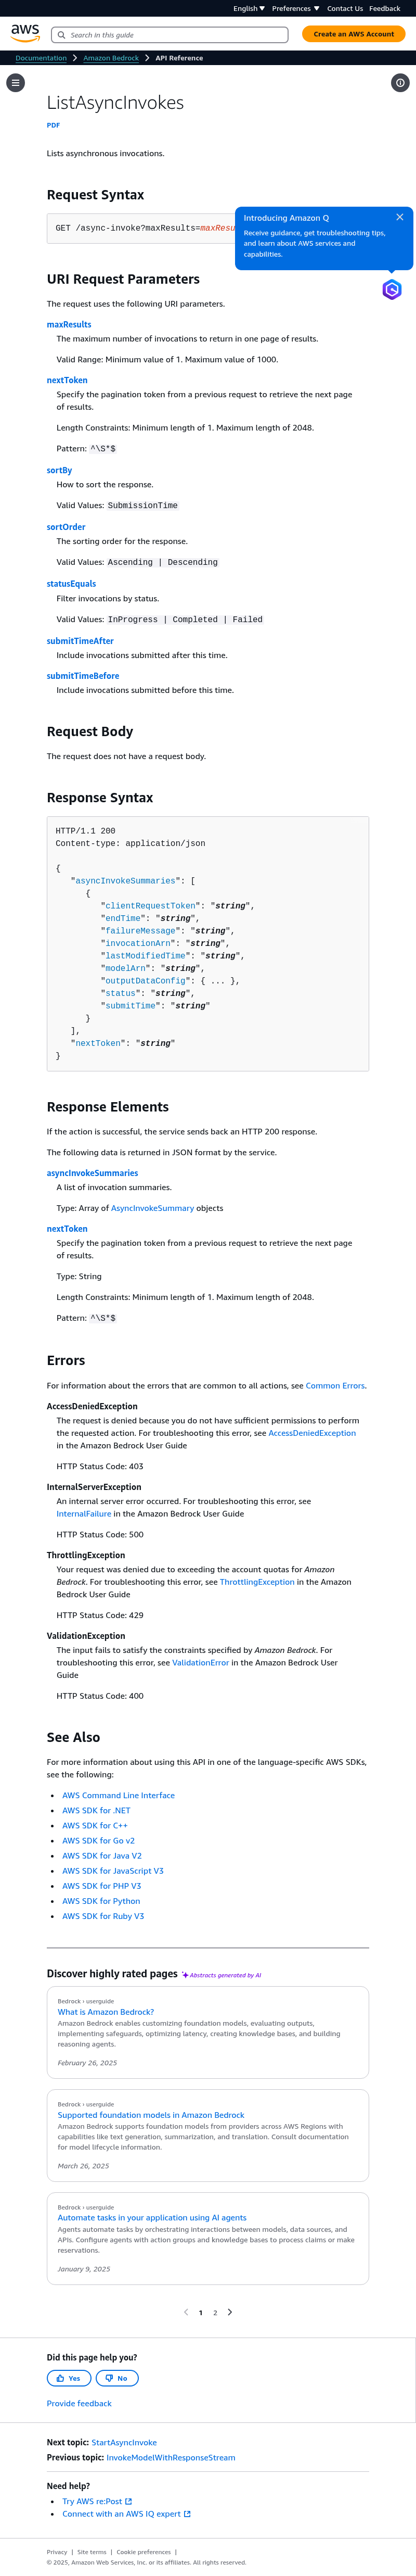 English
Preferences
Contact Us
Feedback
aws
Search in this guide
Create an AWS Account
Documentation
Amazon Bedrock
API Reference
ListAsyncInvokes
PDF
Lists asynchronous invocations.
Request Syntax
GET /async-invoke?maxResults=maxResu
Introducing Amazon Q
Receive guidance, get troubleshooting tips,
and learn about AWS services and
capabilities.
URI Request Parameters
The request uses the following URI parameters.
maxResults
The maximum number of invocations to return in one page of results.
Valid Range: Minimum value of 1. Maximum value of 1000.
nextToken
Specify the pagination token from a previous request to retrieve the next page
of results.
Length Constraints: Minimum length of 1. Maximum length of 2048.
Pattern: ^\S*$
sortBy
How to sort the response.
Valid Values: SubmissionTime
sortOrder
The sorting order for the response.
Valid Values: Ascending | Descending
statusEquals
Filter invocations by status.
Valid Values: InProgress | Completed | Failed
submitTimeAfter
Include invocations submitted after this time.
submitTimeBefore
Include invocations submitted before this time.
Request Body
The request does not have a request body.
Response Syntax
HTTP/1.1 200
Content-type: application/json
{
"asyncInvokeSummaries": [
{
"clientRequestToken": "string",
"endTime": "string",
"failureMessage": "string",
"invocationArn": "string",
"lastModifiedTime": "string",
"modelArn": "string",
"outputDataConfig": { ... },
"status": "string",
"submitTime": "string"
}
],
"nextToken": "string"
}
Response Elements
If the action is successful, the service sends back an HTTP 200 response.
The following data is returned in JSON format by the service.
asyncInvokeSummaries
A list of invocation summaries.
Type: Array of AsyncInvokeSummary objects
nextToken
Specify the pagination token from a previous request to retrieve the next page
of results.
Type: String
Length Constraints: Minimum length of 1. Maximum length of 2048.
Pattern: ^\S*$
Errors
For information about the errors that are common to all actions, see Common Errors.
AccessDeniedException
The request is denied because you do not have sufficient permissions to perform
the requested action. For troubleshooting this error, see AccessDeniedException
in the Amazon Bedrock User Guide
HTTP Status Code: 403
InternalServerException
An internal server error occurred. For troubleshooting this error, see
InternalFailure in the Amazon Bedrock User Guide
HTTP Status Code: 500
ThrottlingException
Your request was denied due to exceeding the account quotas for Amazon
Bedrock. For troubleshooting this error, see ThrottlingException in the Amazon
Bedrock User Guide
HTTP Status Code: 429
ValidationException
The input fails to satisfy the constraints specified by Amazon Bedrock. For
troubleshooting this error, see ValidationError in the Amazon Bedrock User
Guide
HTTP Status Code: 400
See Also
For more information about using this API in one of the language-specific AWS SDKs,
see the following:
• AWS Command Line Interface
• AWS SDK for .NET
• AWS SDK for C++
• AWS SDK for Go v2
• AWS SDK for Java V2
• AWS SDK for JavaScript V3
• AWS SDK for PHP V3
• AWS SDK for Python
• AWS SDK for Ruby V3
Discover highly rated pages Abstracts generated by AI
Bedrock › userguide
What is Amazon Bedrock?
Amazon Bedrock enables customizing foundation models, evaluating outputs,
implementing safeguards, optimizing latency, creating knowledge bases, and building
reasoning agents.
February 26, 2025
Bedrock › userguide
Supported foundation models in Amazon Bedrock
Amazon Bedrock supports foundation models from providers across AWS Regions with
capabilities like text generation, summarization, and translation. Consult documentation
for model lifecycle information.
March 26, 2025
Bedrock › userguide
Automate tasks in your application using AI agents
Agents automate tasks by orchestrating interactions between models, data sources, and
APIs. Configure agents with action groups and knowledge bases to process claims or make
reservations.
January 9, 2025
1 2
Did this page help you?
Yes
No
Provide feedback
Next topic: StartAsyncInvoke
Previous topic: InvokeModelWithResponseStream
Need help?
• Try AWS re:Post
• Connect with an AWS IQ expert
Privacy | Site terms | Cookie preferences |
© 2025, Amazon Web Services, Inc. or its affiliates. All rights reserved.